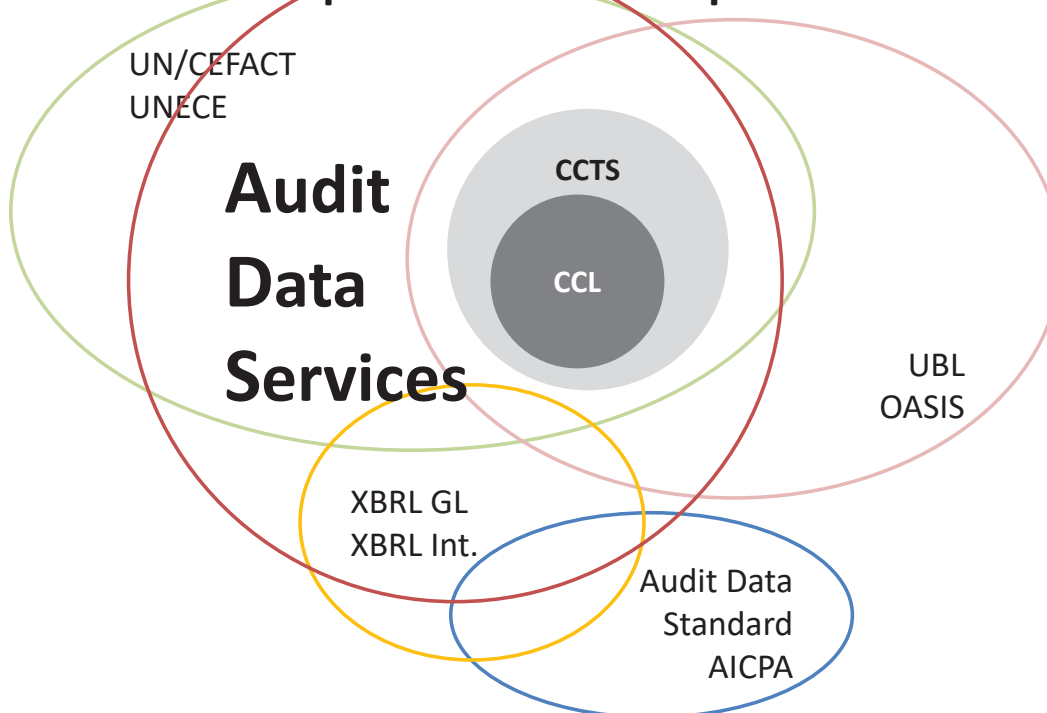 UN/CEFACT
UNECE
Audit
Data
Services
CCTS
CCL
UBL
OASIS
XBRL GL
XBRL Int.
Audit Data
Standard
AICPA